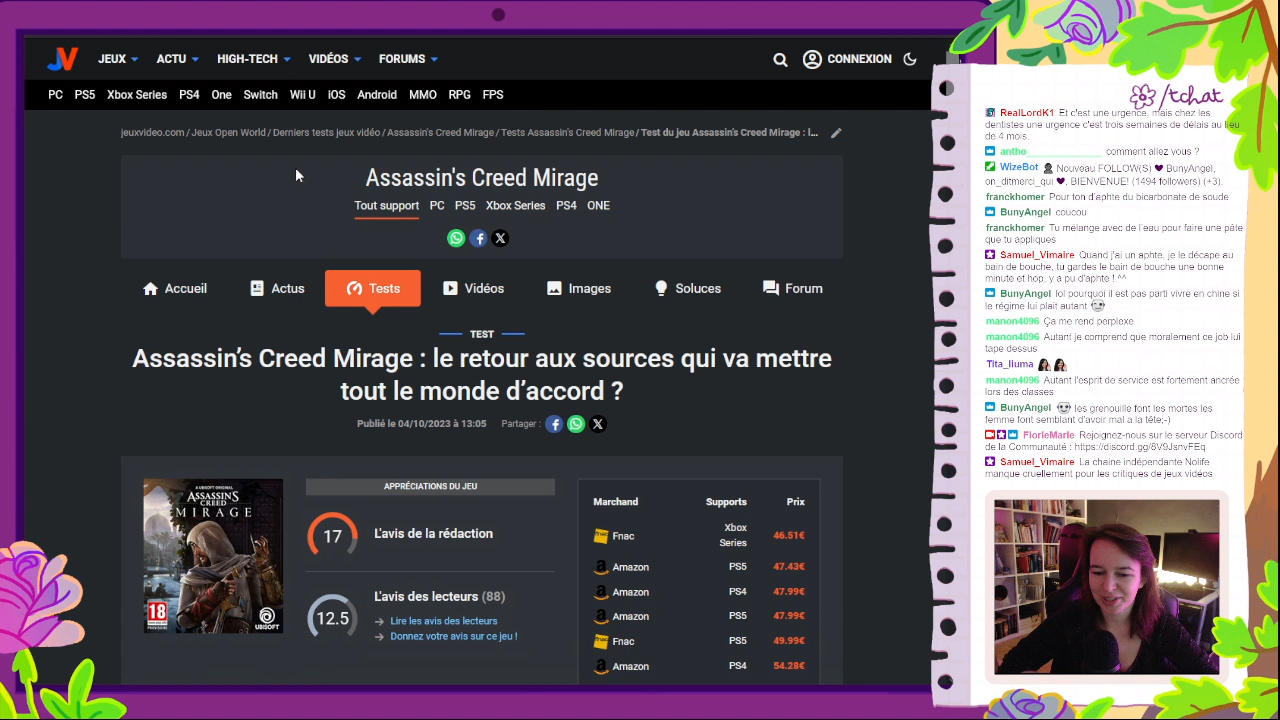 JV JEUX ACTU HIGH-TECH VIDÉOS FORUMS CONNEXION
PC PS5 Xbox Series PS4 One Switch Wii U iOS Android MMO RPG FPS
jeuxvideo.com / Jeux Open World / Derniers tests jeux vidéo / Assassin's Creed Mirage / Tests Assassin's Creed Mirage / Test du jeu Assassin's Creed Mirage : l...
Assassin's Creed Mirage
Tout support PC PS5 Xbox Series PS4 ONE
Accueil Actus Tests Vidéos Images Soluces Forum
TEST
Assassin’s Creed Mirage : le retour aux sources qui va mettre
tout le monde d’accord ?
Publié le 04/10/2023 à 13:05 Partager :
A UBISOFT ORIGINAL
ASSASSIN'S
CREED
MIRAGE
18
UBISOFT
APPRÉCIATIONS DU JEU
17 L'avis de la rédaction
12.5 L'avis des lecteurs (88)
Lire les avis des lecteurs
Donnez votre avis sur ce jeu !
Marchand Supports Prix
Fnac Xbox Series 46.51€
Amazon PS5 47.43€
Amazon PS4 47.99€
Amazon PS5 47.99€
Fnac PS5 49.99€
Amazon PS4 54.28€
/tchat
RealLordK1 Et c'est une urgence, mais chez les
dentistes une urgence c'est trois semaines de délais au lieu
de 4 mois.
antho comment allez vous ?
WizeBot Nouveau FOLLOW(S) BunyAngel,
on_ditmerci_qui , BIENVENUE! (1494 followers) (+3).
franckhomer Pour ton d'aphte du bicarbonate de soude
BunyAngel coucou
franckhomer Tu mélange avec de l'eau pour faire une pâte
que tu appliques
Samuel_Vimaire Quand j'ai un aphte, je le décape au
bain de bouche, tu gardes le bain de bouche une bonne
minute et hop, y a pu d'aphte ! ^^
BunyAngel lol pourquoi il est pas parti vivre en chine si
le régime lui plait autant
manon4096 Ça me rend perplexe
manon4096 Autant je comprend que moralement ce job lui
tape dessus
Tita_liuma
manon4096 Autant l'esprit de service est fortement ancrée
lors des classes
BunyAngel les grenouille font les mortes les
femme font semblant d'avoir mal a la tête;-)
FlorieMarie Rejoignez-nous sur le serveur Discord
de la Communauté : https://discord.gg/8V9JsnvFEq
Samuel_Vimaire La chaine indépendante Nolife
manque cruellement pour les critiques de jeux vidéos